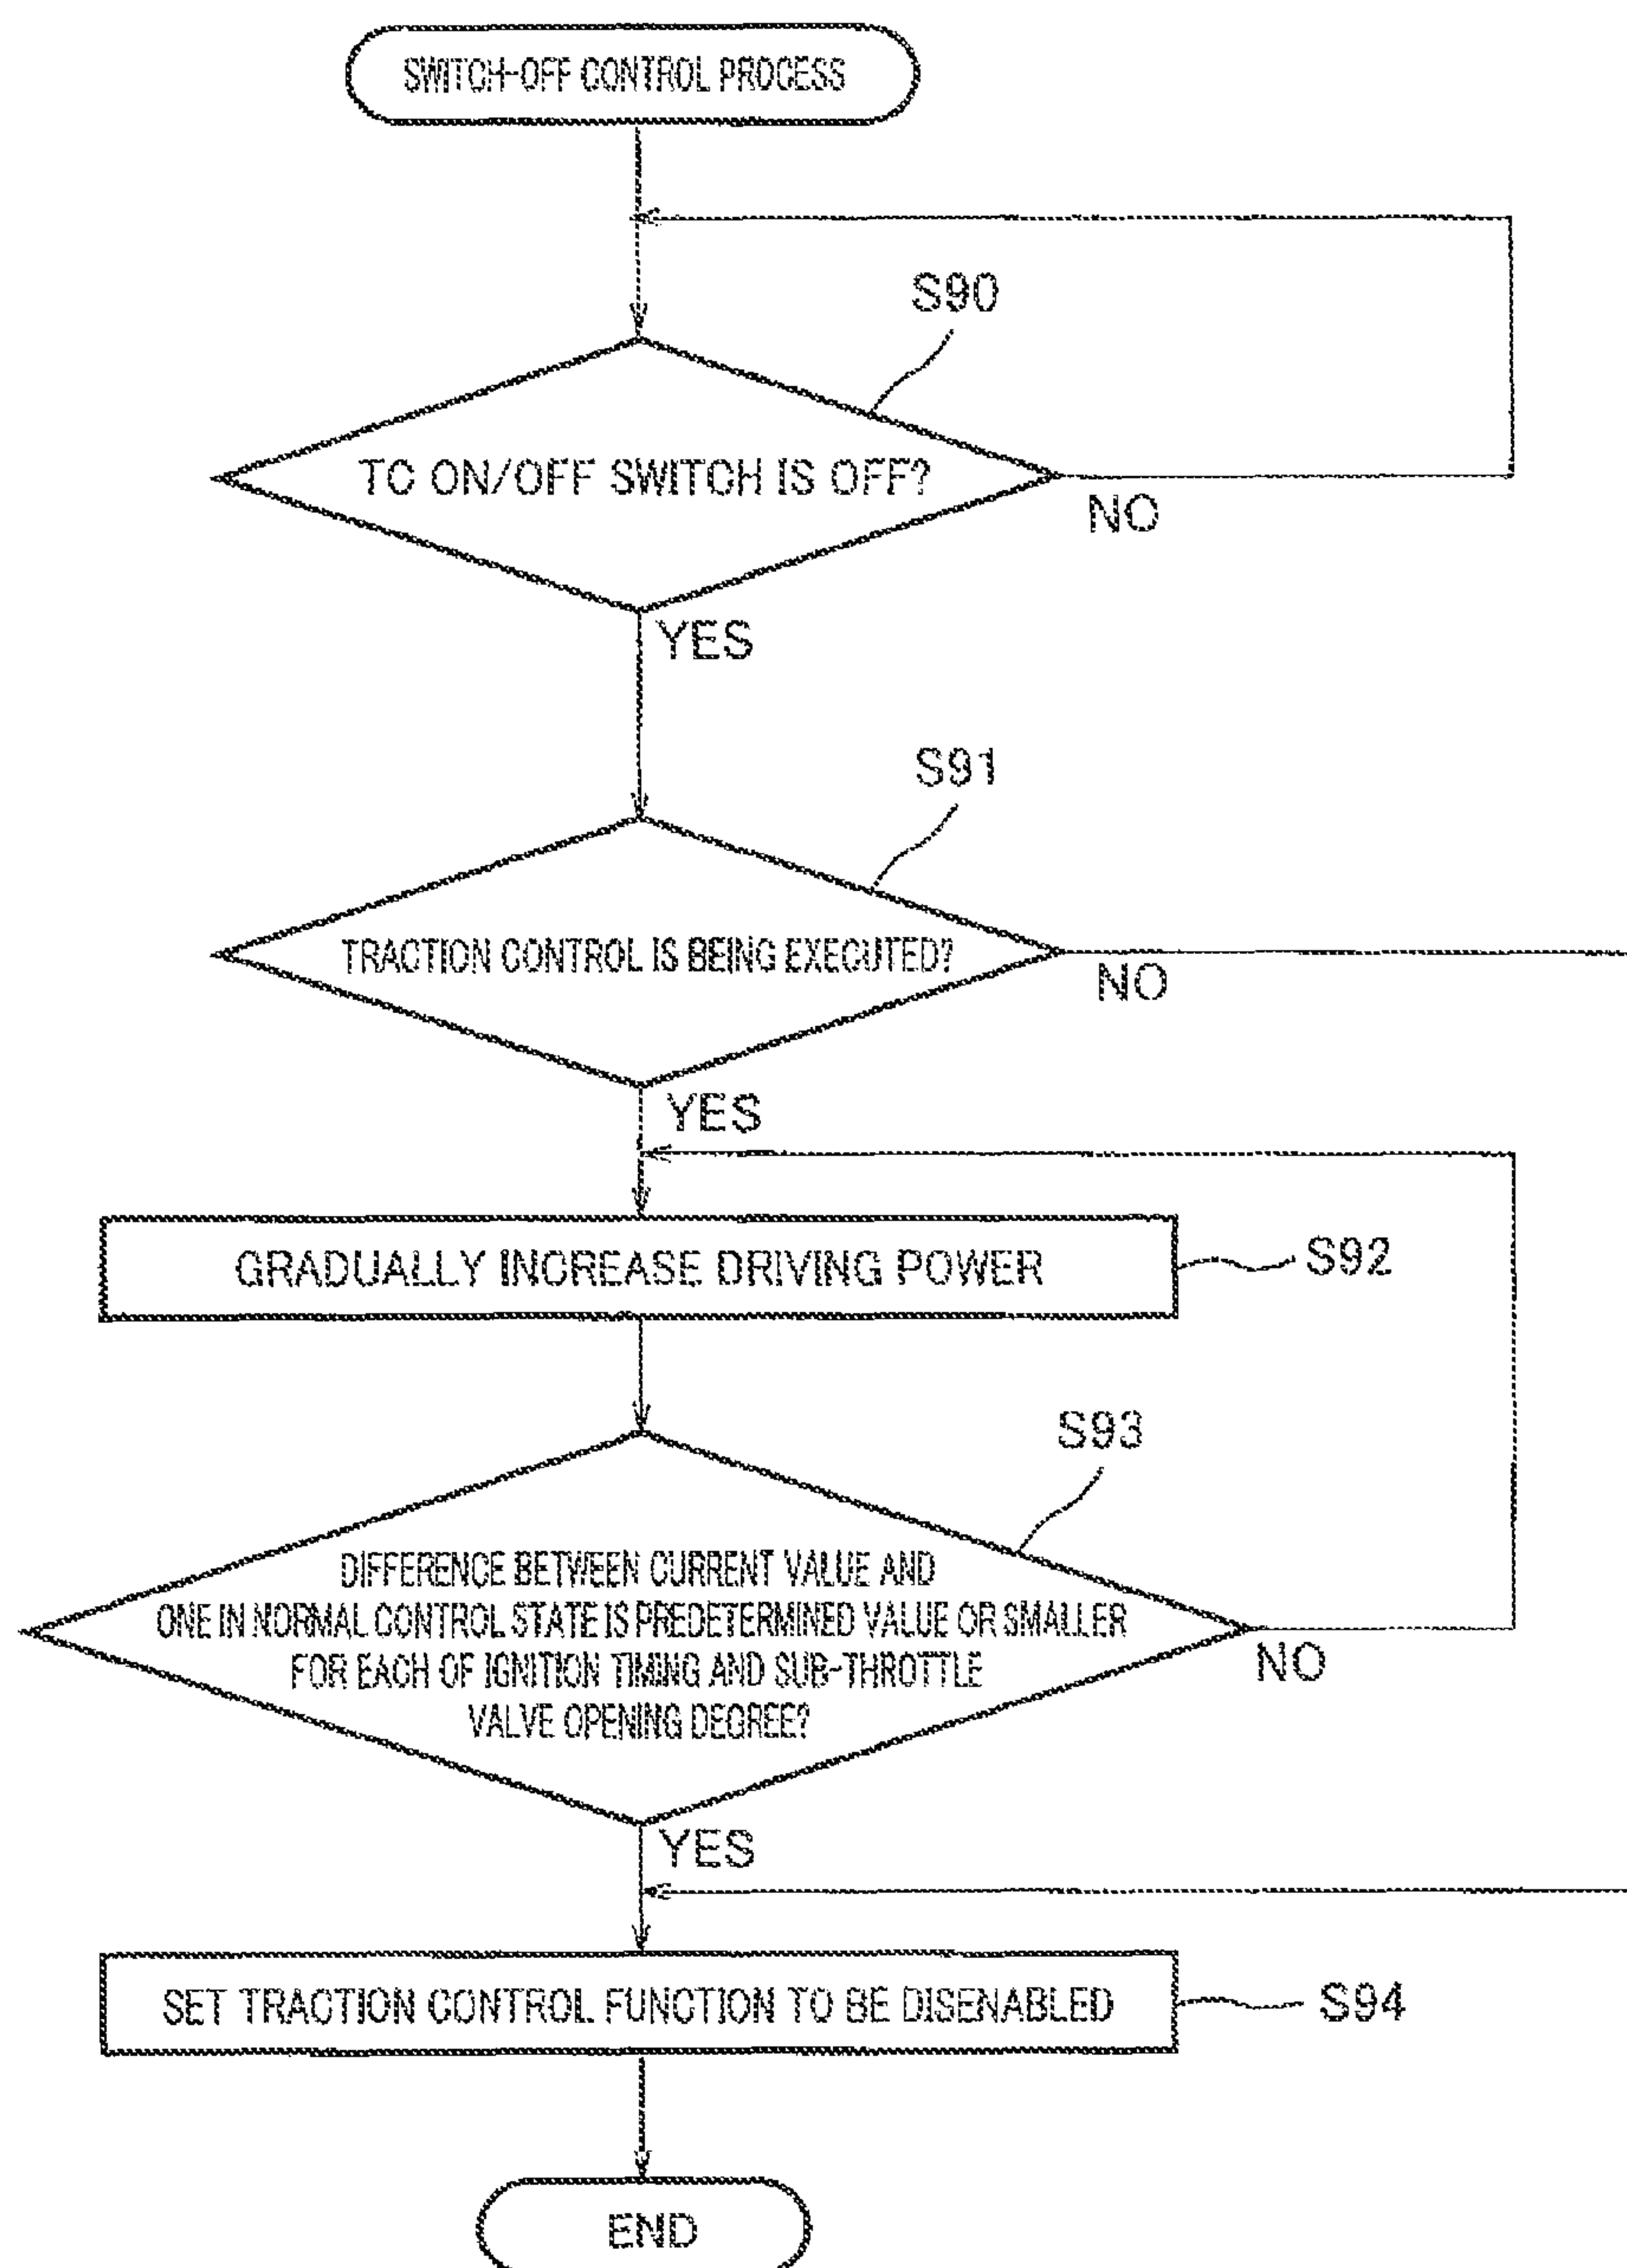 SWITCH-OFF CONTROL PROCESS
S90
TC ON/OFF SWITCH IS OFF?
NO
YES
S91
TRACTION CONTROL IS BEING EXECUTED?
NO
YES
GRADUALLY INCREASE DRIVING POWER
S92
S93
DIFFERENCE BETWEEN CURRENT VALUE AND
ONE IN NORMAL CONTROL STATE IS PREDETERMINED VALUE OR SMALLER
FOR EACH OF IGNITION TIMING AND SUB-THROTTLE
VALVE OPENING DEGREE?
NO
YES
SET TRACTION CONTROL FUNCTION TO BE DISENABLED
S94
END